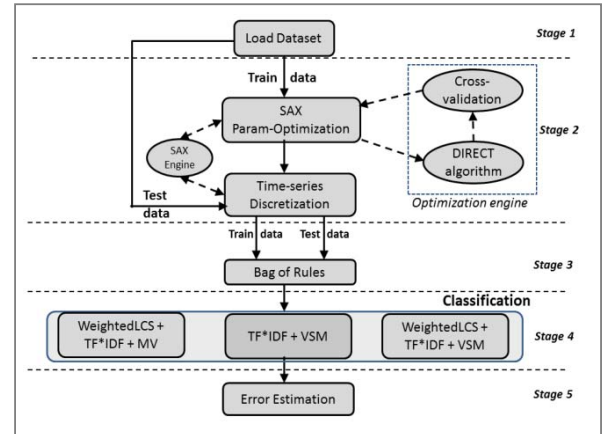 Load Dataset
Stage 1
Train data
Cross-
validation
SAX
Param-Optimization
Stage 2
SAX
Engine
DIRECT
algorithm
Test
data
Time-series
Discretization
Optimization engine
Train data
Test data
Bag of Rules
Stage 3
Classification
WeightedLCS +
TF*IDF + MV
TF*IDF + VSM
WeightedLCS +
TF*IDF + VSM
Stage 4
Error Estimation
Stage 5